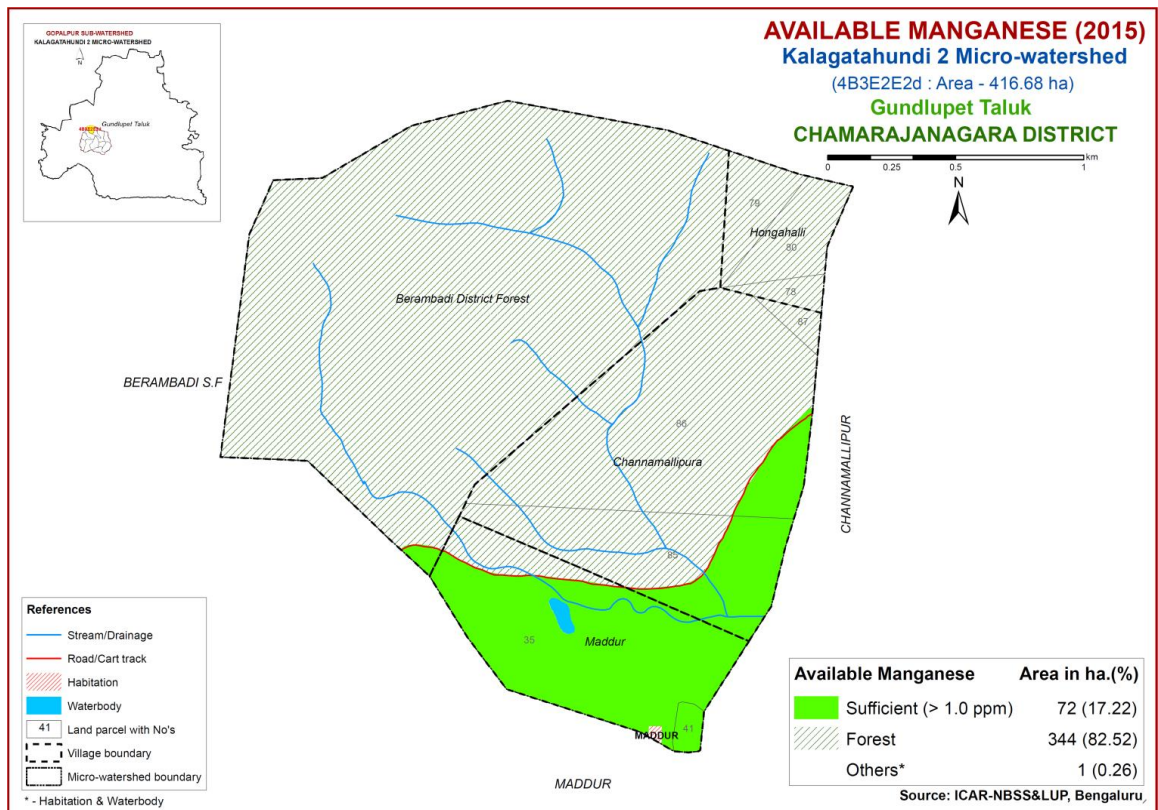 AVAILABLE MANGANESE (2015)
Kalagatahundi 2 Micro-watershed
(4B3E2E2d : Area - 416.68 ha)
Gundlupet Taluk
CHAMARAJANAGARA DISTRICT
0 0.25 0.5 1 km
N
GOPALPUR SUB-WATERSHED
KALAGATAHUNDI 2 MICRO-WATERSHED
N
Gundlupet Taluk
79
Hongahalli
80
78
87
Berambadi District Forest
BERAMBADI S.F
86
Channamallipura
CHANNAMALLIPUR
85
35
Maddur
41
MADDUR
MADDUR
References
Stream/Drainage
Road/Cart track
Habitation
Waterbody
41 Land parcel with No's
Village boundary
Micro-watershed boundary
* - Habitation & Waterbody
Available Manganese Area in ha.(%)
Sufficient (> 1.0 ppm) 72 (17.22)
Forest 344 (82.52)
Others* 1 (0.26)
Source: ICAR-NBSS&LUP, Bengaluru